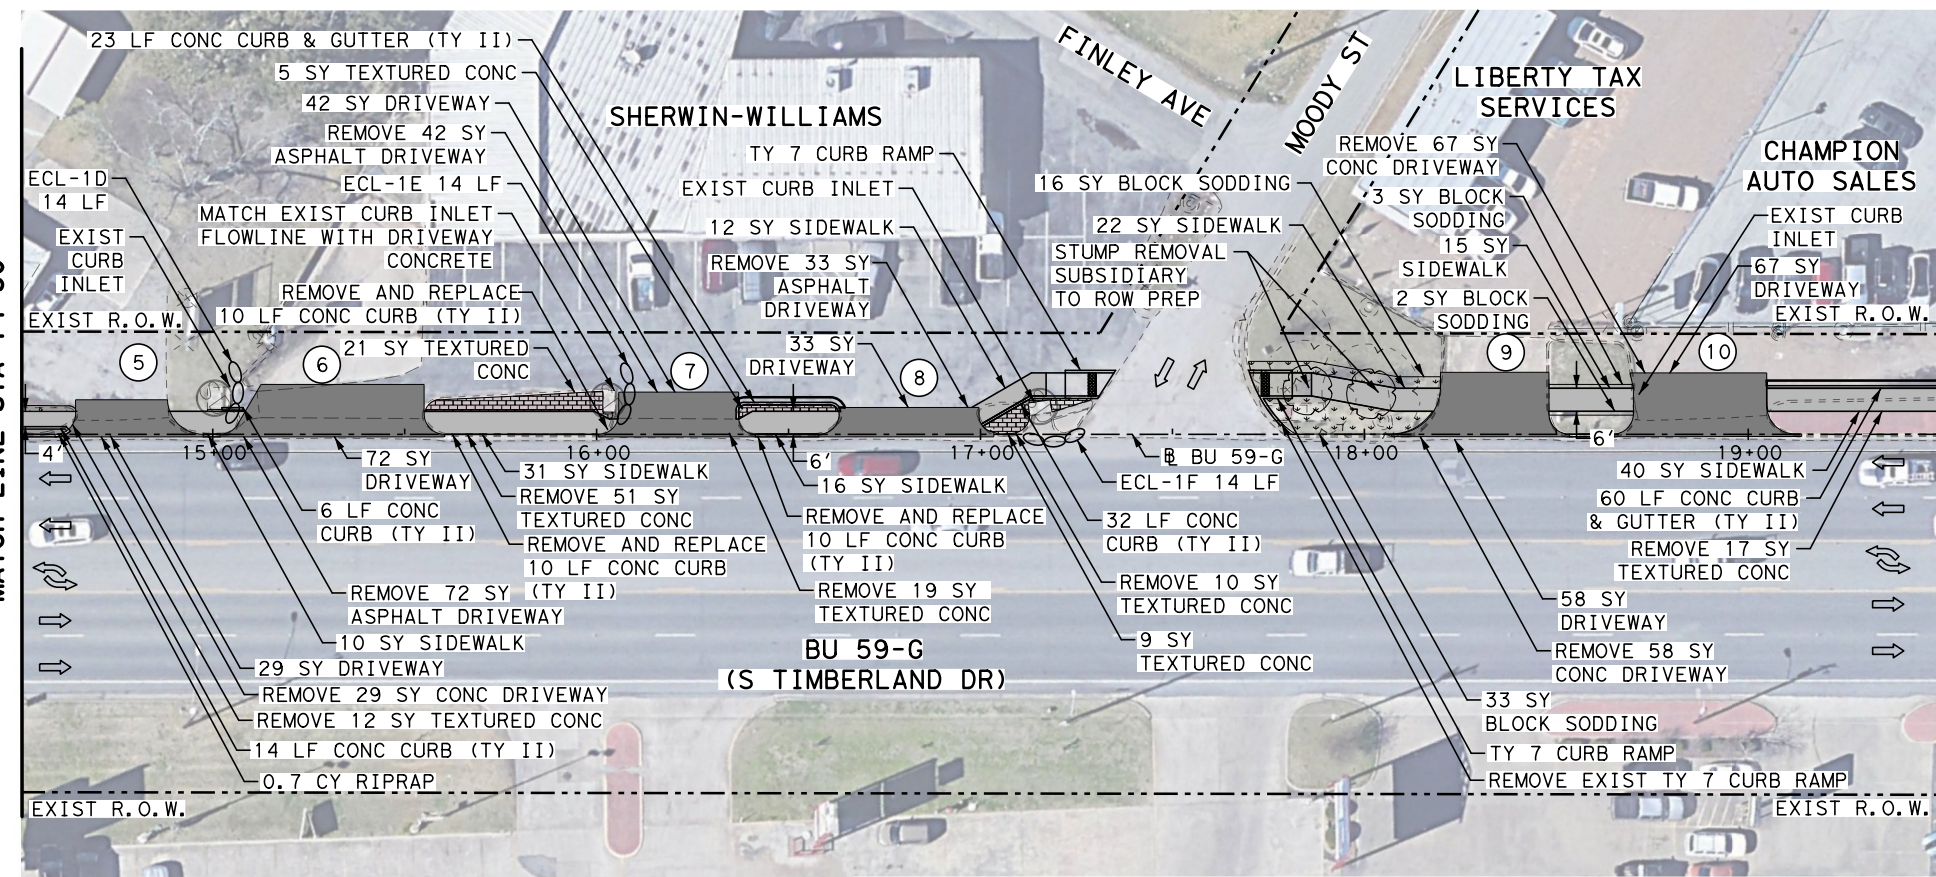 23 LF CONC CURB & GUTTER (TY II)
5 SY TEXTURED CONC
42 SY DRIVEWAY
REMOVE 42 SY
ASPHALT DRIVEWAY
ECL-1E 14 LF
MATCH EXIST CURB INLET
FLOWLINE WITH DRIVEWAY
CONCRETE
REMOVE AND REPLACE
10 LF CONC CURB (TY II)
21 SY TEXTURED
CONC
ECL-1D
14 LF
EXIST
CURB
INLET
EXIST R.O.W.
SHERWIN-WILLIAMS
TY 7 CURB RAMP
EXIST CURB INLET
12 SY SIDEWALK
REMOVE 33 SY
ASPHALT
DRIVEWAY
33 SY
DRIVEWAY
FINLEY AVE
MOODY ST
16 SY BLOCK SODDING
22 SY SIDEWALK
STUMP REMOVAL
SUBSIDIARY
TO ROW PREP
LIBERTY TAX
SERVICES
REMOVE 67 SY
CONC DRIVEWAY
3 SY BLOCK
SODDING
15 SY
SIDEWALK
2 SY BLOCK
SODDING
CHAMPION
AUTO SALES
EXIST CURB
INLET
67 SY
DRIVEWAY
EXIST R.O.W.
5
6
7
8
9
10
4'
15+00
16+00
6'
17+00
18+00
6'
19+00
72 SY
DRIVEWAY
6 LF CONC
CURB (TY II)
REMOVE 72 SY
ASPHALT DRIVEWAY
10 SY SIDEWALK
29 SY DRIVEWAY
REMOVE 29 SY CONC DRIVEWAY
REMOVE 12 SY TEXTURED CONC
14 LF CONC CURB (TY II)
0.7 CY RIPRAP
31 SY SIDEWALK
REMOVE 51 SY
TEXTURED CONC
REMOVE AND REPLACE
10 LF CONC CURB
(TY II)
16 SY SIDEWALK
REMOVE AND REPLACE
10 LF CONC CURB
(TY II)
REMOVE 19 SY
TEXTURED CONC
BL BU 59-G
ECL-1F 14 LF
32 LF CONC
CURB (TY II)
REMOVE 10 SY
TEXTURED CONC
9 SY
TEXTURED CONC
40 SY SIDEWALK
60 LF CONC CURB
& GUTTER (TY II)
REMOVE 17 SY
TEXTURED CONC
58 SY
DRIVEWAY
REMOVE 58 SY
CONC DRIVEWAY
33 SY
BLOCK SODDING
TY 7 CURB RAMP
REMOVE EXIST TY 7 CURB RAMP
BU 59-G
(S TIMBERLAND DR)
EXIST R.O.W.
EXIST R.O.W.